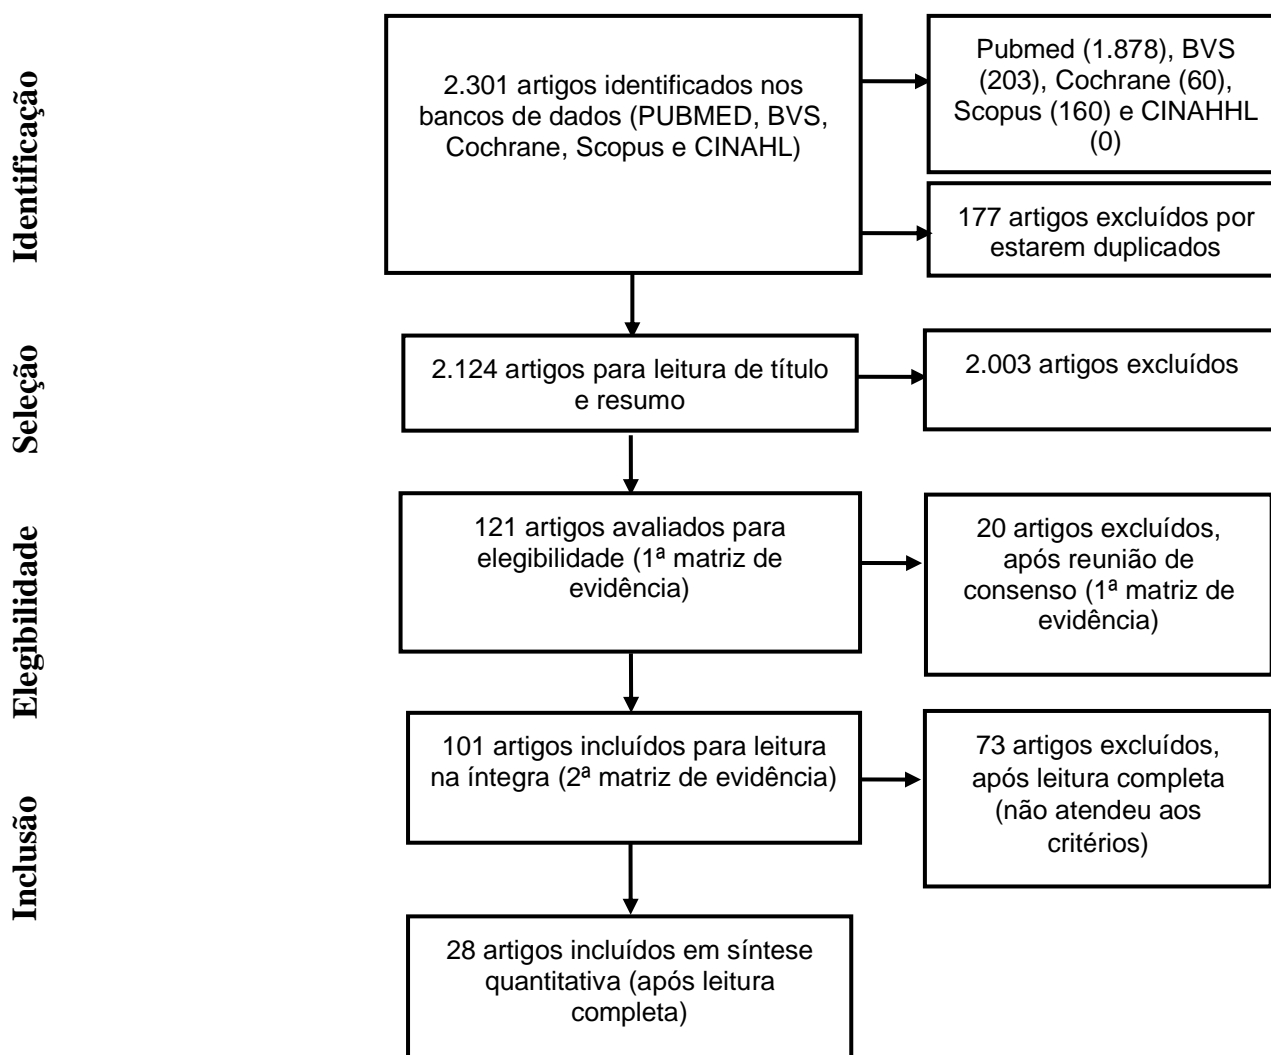 Identificação
2.301 artigos identificados nos
bancos de dados (PUBMED, BVS,
Cochrane, Scopus e CINAHL)
Pubmed (1.878), BVS
(203), Cochrane (60),
Scopus (160) e CINAHHL
(0)
177 artigos excluídos por
estarem duplicados
Seleção
2.124 artigos para leitura de título
e resumo
2.003 artigos excluídos
Elegibilidade
121 artigos avaliados para
elegibilidade (1ª matriz de
evidência)
20 artigos excluídos,
após reunião de
consenso (1ª matriz de
evidência)
Inclusão
101 artigos incluídos para leitura
na íntegra (2ª matriz de evidência)
73 artigos excluídos,
após leitura completa
(não atendeu aos
critérios)
28 artigos incluídos em síntese
quantitativa (após leitura
completa)